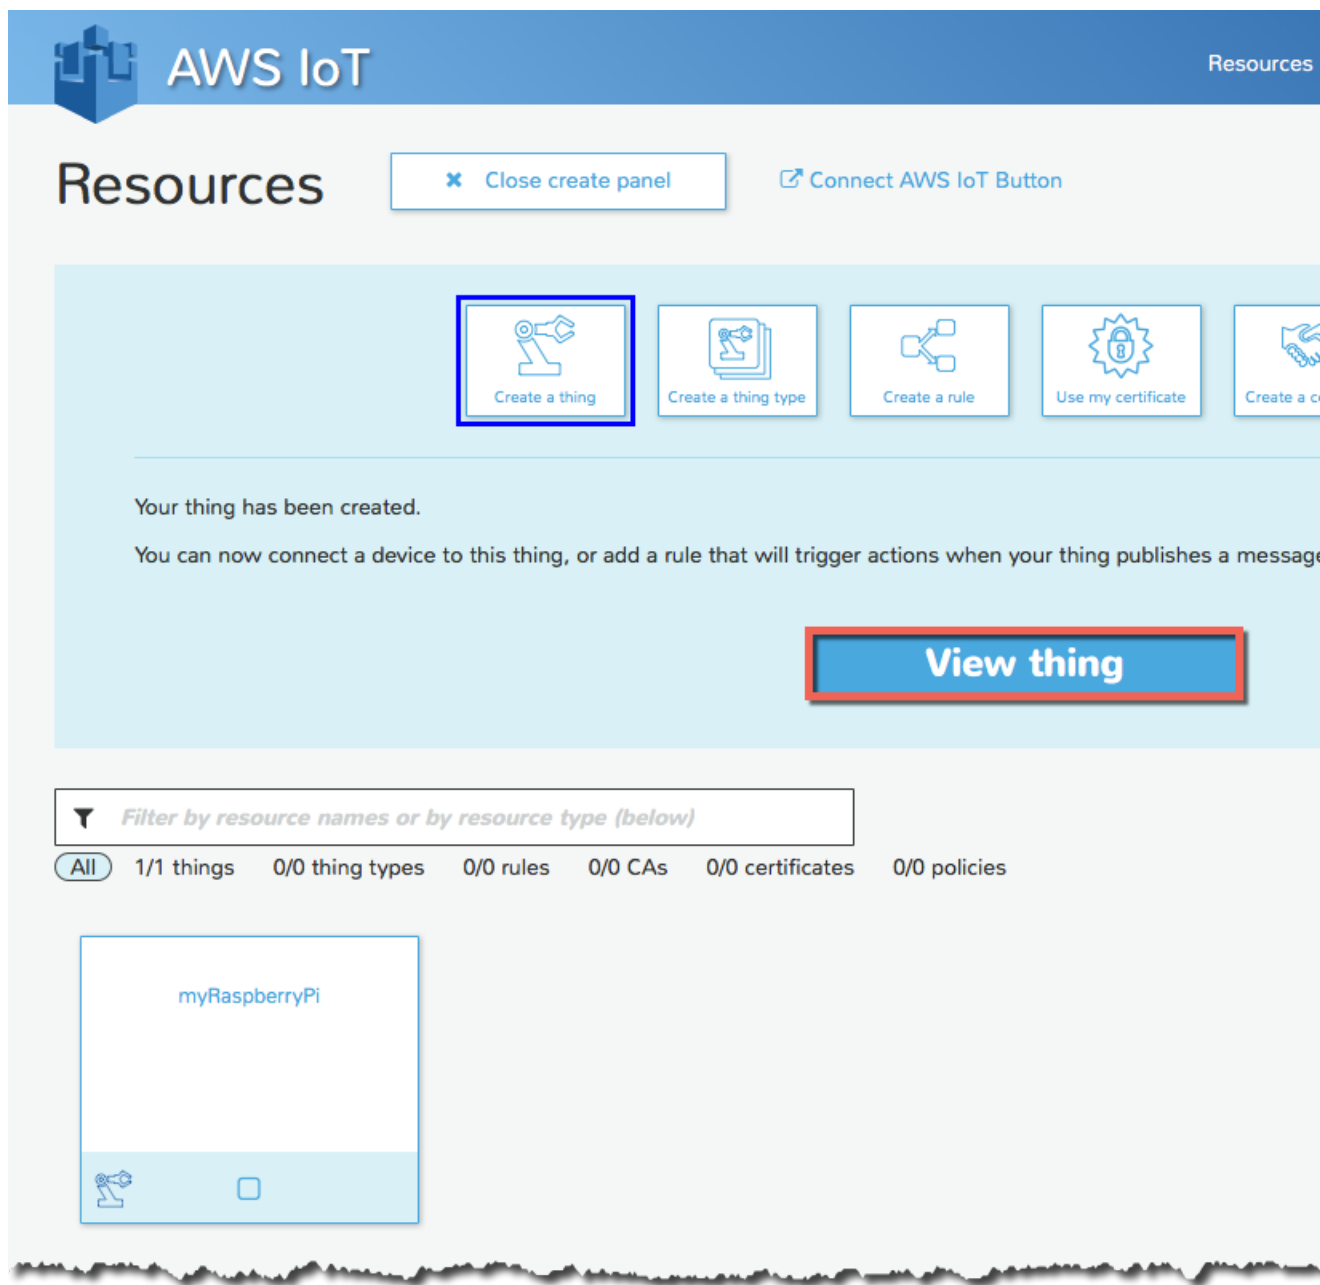 AWS IoT
Resources
Resources
Close create panel
Connect AWS IoT Button
Create a thing
Create a thing type
Create a rule
Use my certificate
Create a
Your thing has been created.
You can now connect a device to this thing, or add a rule that will trigger actions when your thing publishes a message
View thing
Filter by resource names or by resource type (below)
All 1/1 things 0/0 thing types 0/0 rules 0/0 CAs 0/0 certificates 0/0 policies
myRaspberryPi